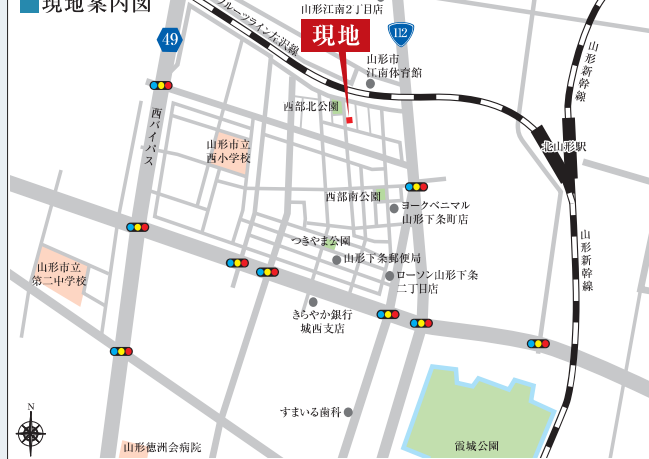 現地案内図
山形江南2丁目店
フルーツライン左沢線
現地
112
49
山形市
江南体育館
山形新幹線
西部北公園
西バイパス
山形市立
西小学校
北山形駅
西部南公園
ヨークベニマル
山形下条町店
つきやま公園
山形下条郵便局
山形市立
第二中学校
ローソン山形下条
二丁目店
山形新幹線
きらやか銀行
城西支店
N
すまいる歯科
山形徳洲会病院
霞城公園